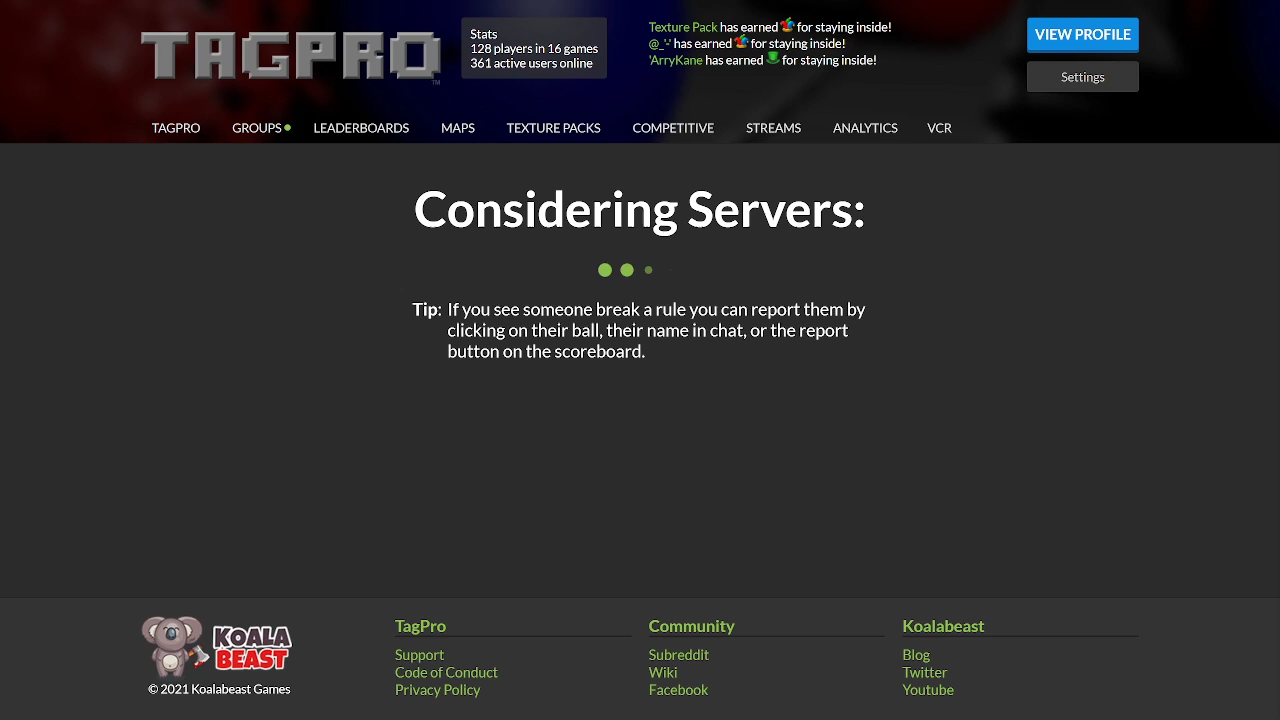 TAGPRO
TM
Stats
128 players in 16 games
361 active users online
Texture Pack has earned for staying inside!
@_'-' has earned for staying inside!
'ArryKane has earned for staying inside!
VIEW PROFILE
Settings
TAGPRO GROUPS LEADERBOARDS MAPS TEXTURE PACKS COMPETITIVE STREAMS ANALYTICS VCR
Considering Servers:
Tip: If you see someone break a rule you can report them by
clicking on their ball, their name in chat, or the report
button on the scoreboard.
KOALA
BEAST
© 2021 Koalabeast Games
TagPro
Support
Code of Conduct
Privacy Policy
Community
Subreddit
Wiki
Facebook
Koalabeast
Blog
Twitter
Youtube